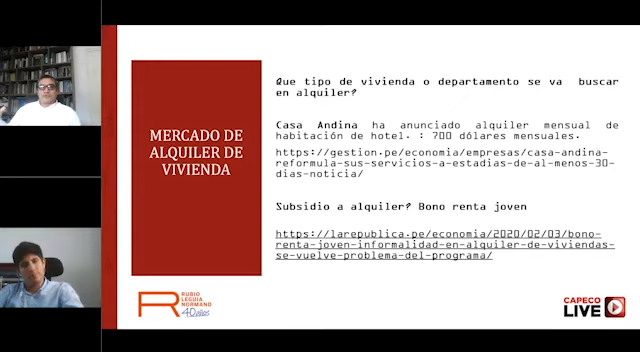 MERCADO DE
ALQUILER DE
VIVIENDA
Que tipo de vivienda o departamento se va buscar
en alquiler?
Casa Andina ha anunciado alquiler mensual de
habitación de hotel. : 700 dólares mensuales.
https://gestion.pe/economia/empresas/casa-andina-
reformula-sus-servicios-a-estadias-de-al-menos-30-
dias-noticia/
Subsidio a alquiler? Bono renta joven
https://larepublica.pe/economia/2020/02/03/bono-
renta-joven-informalidad-en-alquiler-de-viviendas-
se-vuelve-problema-del-programa/
RUBIO
LEGUIA
NORMAND
40 años
CAPECO
LIVE